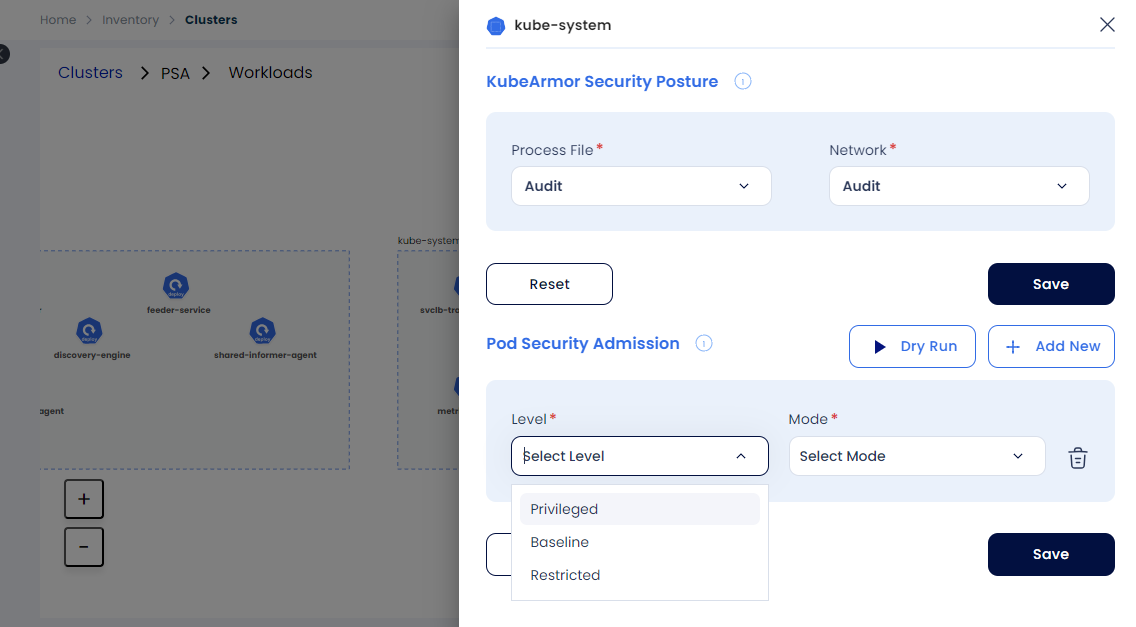 Home > Inventory > Clusters
Clusters > PSA > Workloads
feeder-service
discovery-engine
shared-informer-agent
agent
kube-system
svclb-tra
metr
+
−
kube-system
KubeArmor Security Posture
Process File *
Network *
Audit
Audit
Reset
Save
Pod Security Admission
Dry Run
+ Add New
Level *
Mode *
Select Level
Select Mode
Privileged
Baseline
Restricted
Save